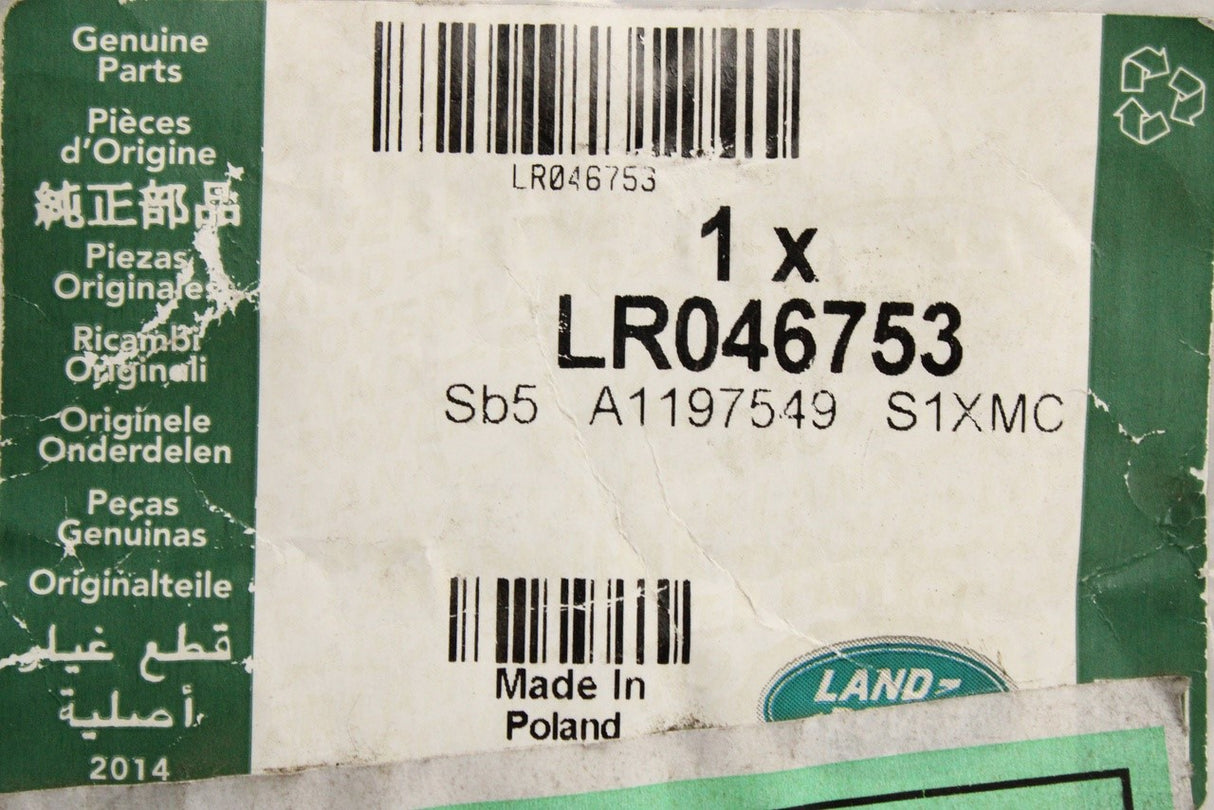 Genuine
Parts
Pièces
d'Origine
純正部品
Piezas
Originales
Ricambi
Originali
Originele
Onderdelen
Peças
Genuinas
Originalteile
قطع غيار
أصلية
2014
LR046753
1 x
LR046753
Sb5 A1197549 S1XMC
Made In
Poland
LAND-